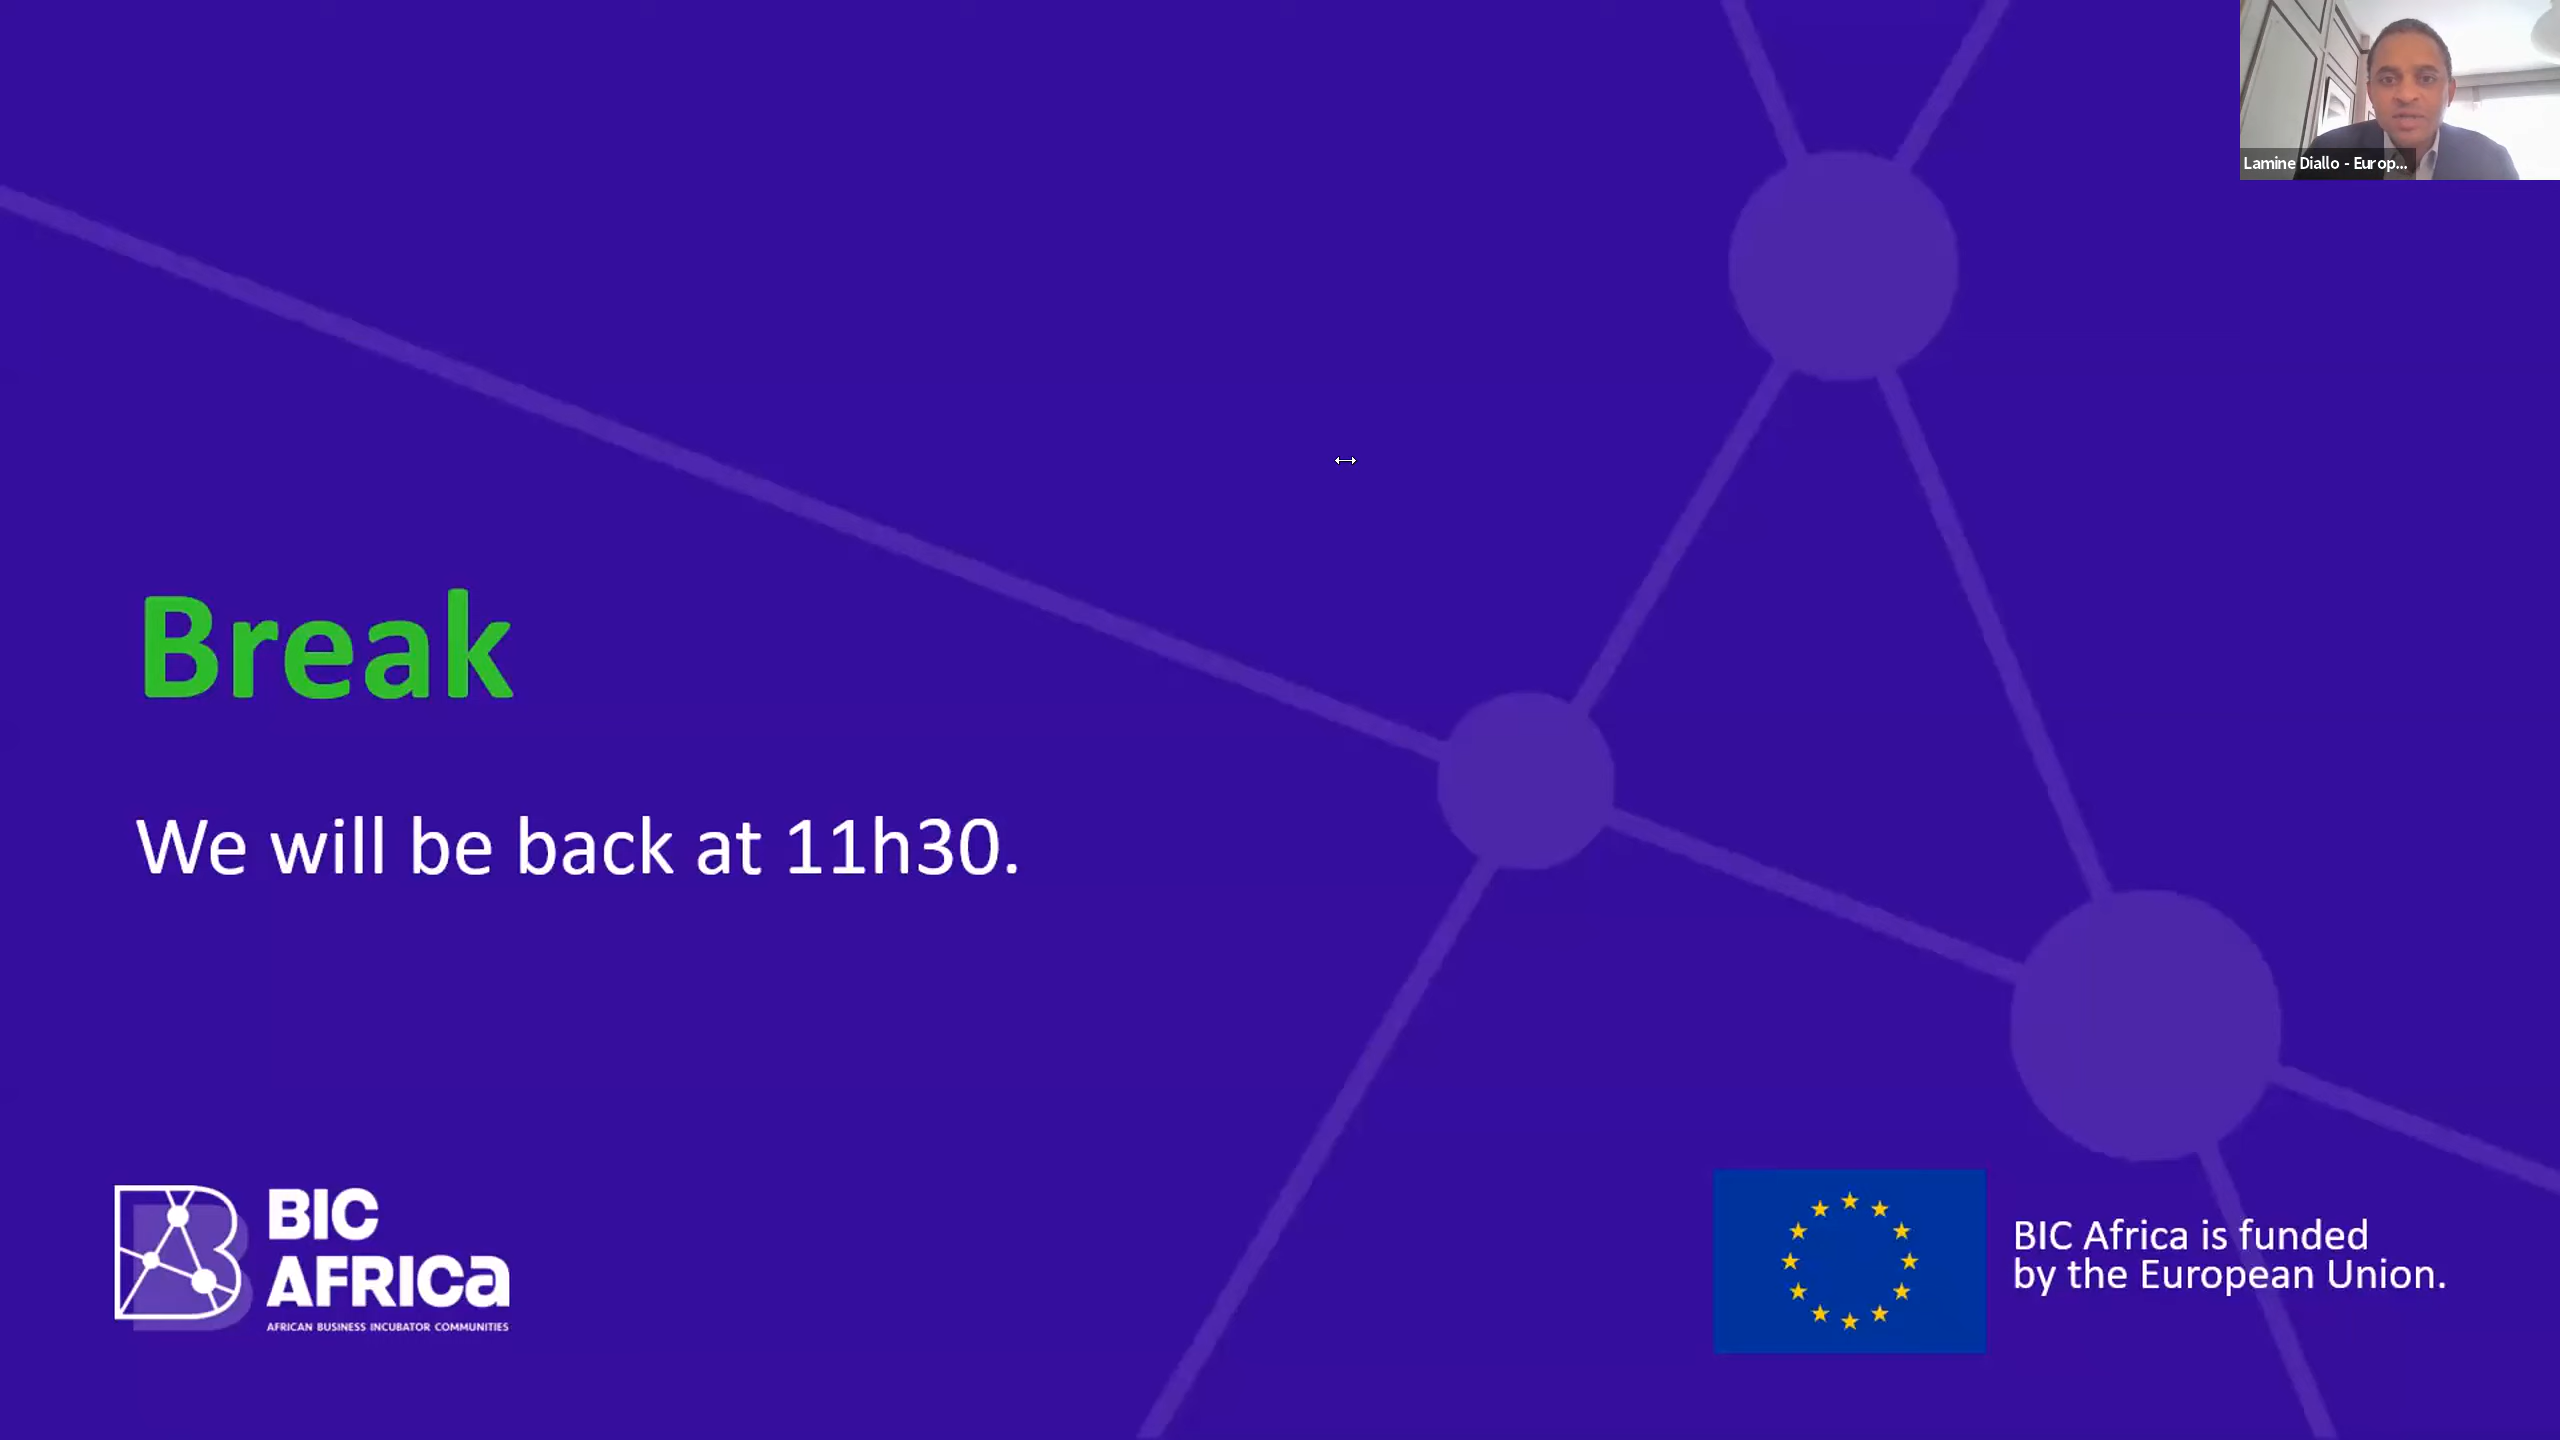 Lamine Diallo - Europ...
Break
We will be back at 11h30.
BIC
AFRICa
AFRICAN BUSINESS INCUBATOR COMMUNITIES
BIC Africa is funded
by the European Union.